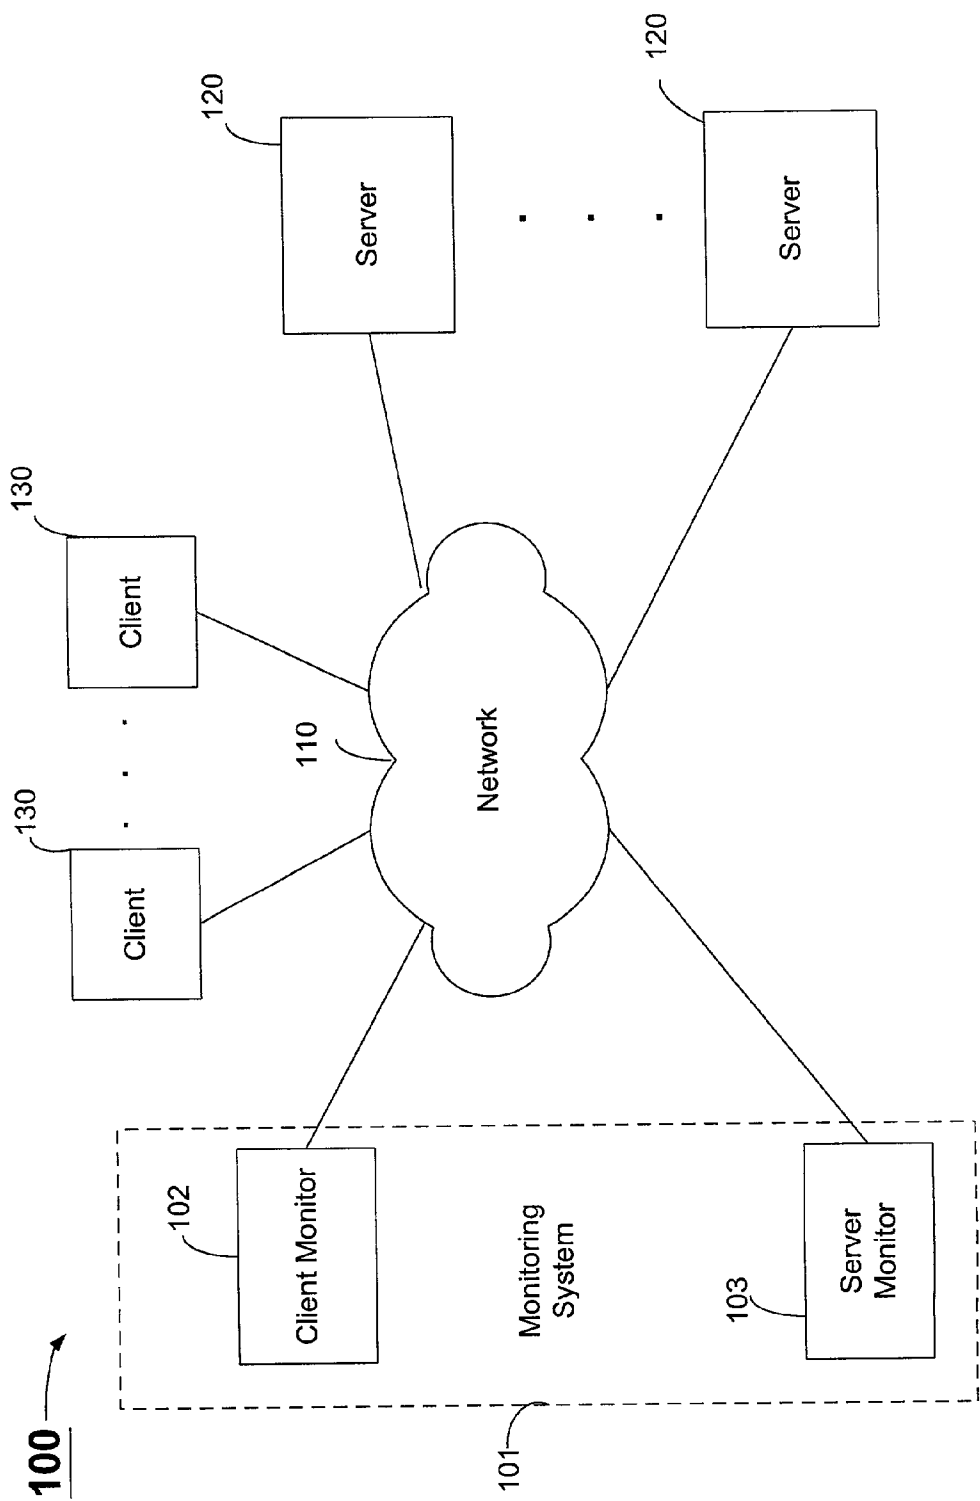 100
130
130
Client
Client
120
Server
120
Server
110
Network
102
Client Monitor
Monitoring
System
103
Server
Monitor
101